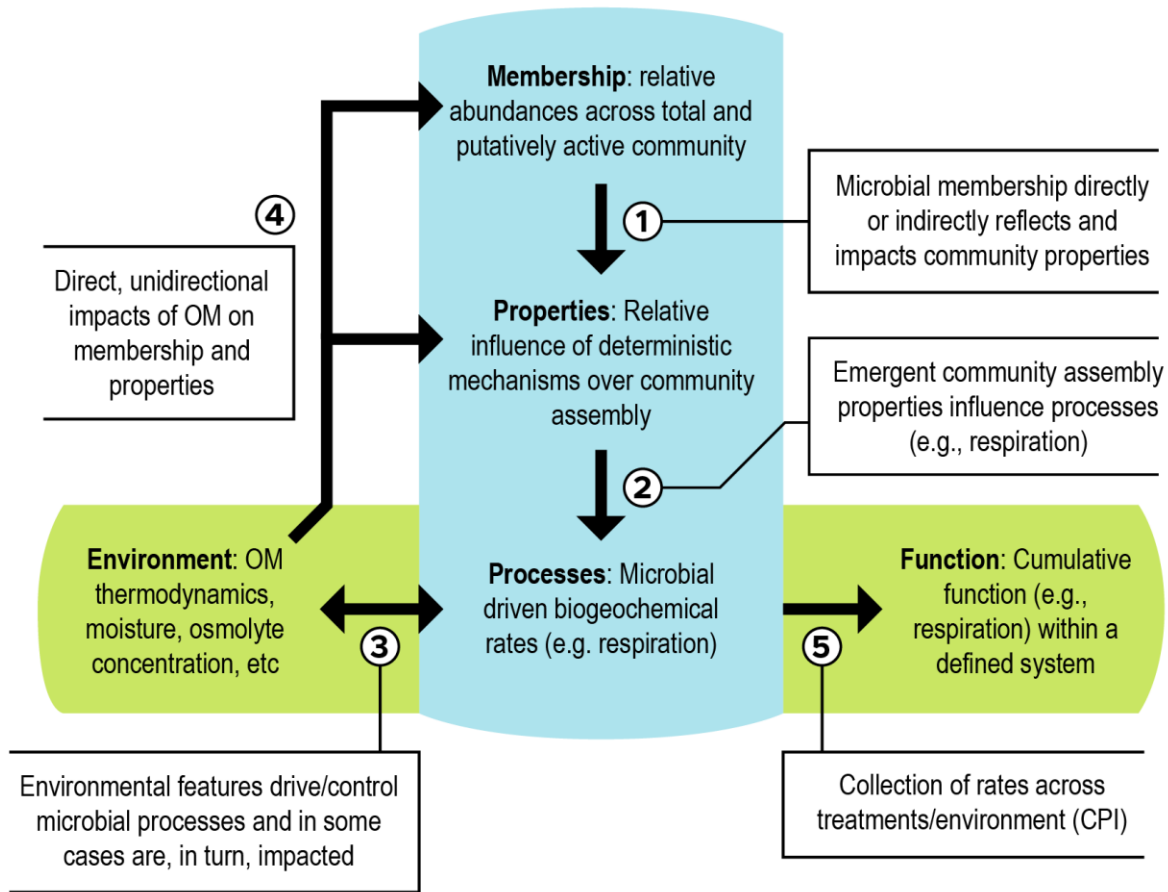 Membership: relative
abundances across total and
putatively active community
1
Microbial membership directly
or indirectly reflects and
impacts community properties
4
Direct, unidirectional
impacts of OM on
membership and
properties
Properties: Relative
influence of deterministic
mechanisms over community
assembly
2
Emergent community assembly
properties influence processes
(e.g., respiration)
Environment: OM
thermodynamics,
moisture, osmolyte
concentration, etc
3
Processes: Microbial
driven biogeochemical
rates (e.g. respiration)
5
Function: Cumulative
function (e.g.,
respiration) within a
defined system
Environmental features drive/control
microbial processes and in some
cases are, in turn, impacted
Collection of rates across
treatments/environment (CPI)